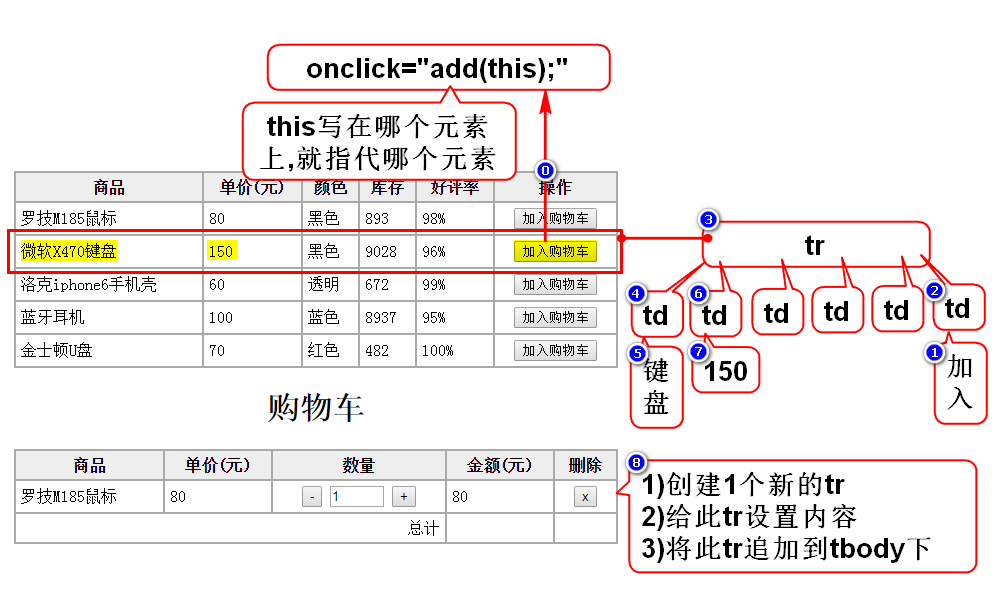 onclick="add(this);"
this写在哪个元素
上,就指代哪个元素
0
商品 单价(元) 颜色 库存 好评率 操作
罗技M185鼠标 80 黑色 893 98% 加入购物车
微软X470键盘 150 黑色 9028 96% 加入购物车
洛克iphone6手机壳 60 透明 672 99% 加入购物车
蓝牙耳机 100 蓝色 8937 95% 加入购物车
金士顿U盘 70 红色 482 100% 加入购物车
3
tr
4 6 2
td td td td td td
5 7 1
键
盘
150
加
入
购物车
商品 单价(元) 数量 金额(元) 删除
罗技M185鼠标 80 - 1 + 80 x
总计
8
1)创建1个新的tr
2)给此tr设置内容
3)将此tr追加到tbody下